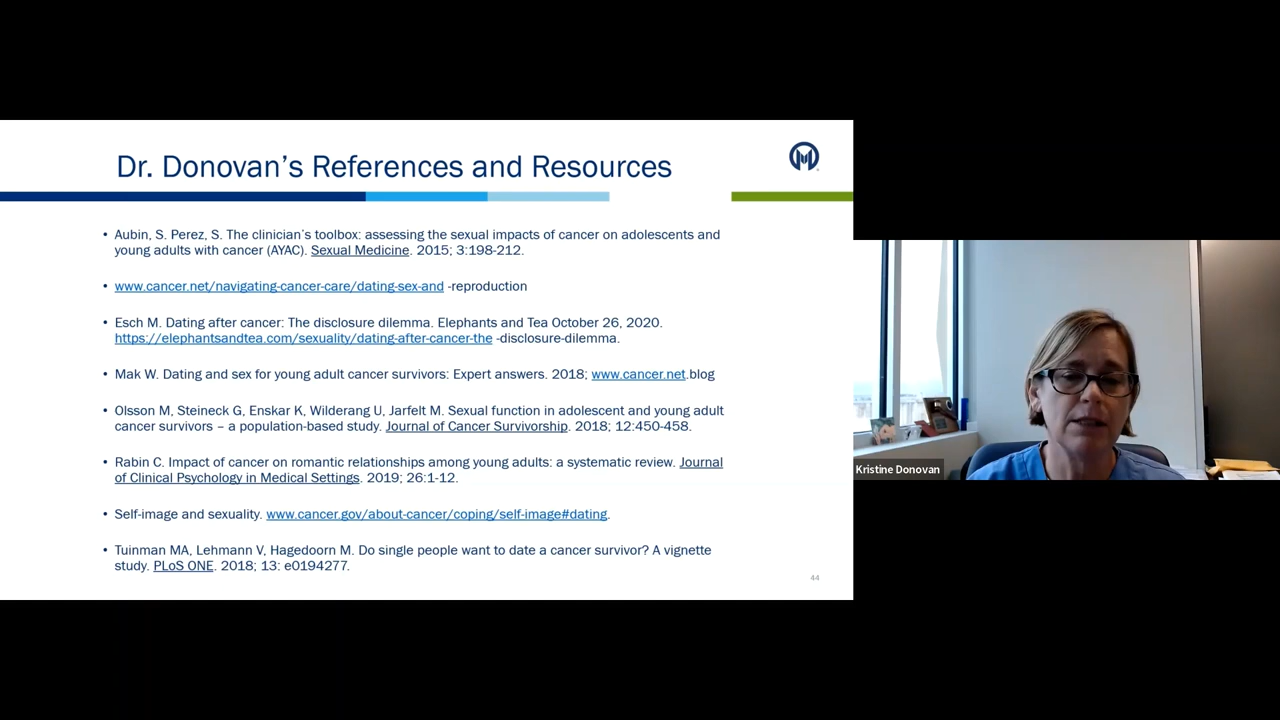 Dr. Donovan's References and Resources
• Aubin, S. Perez, S. The clinician's toolbox: assessing the sexual impacts of cancer on adolescents and
young adults with cancer (AYAC). Sexual Medicine. 2015; 3:198-212.
• www.cancer.net/navigating-cancer-care/dating-sex-and -reproduction
• Esch M. Dating after cancer: The disclosure dilemma. Elephants and Tea October 26, 2020.
https://elephantsandtea.com/sexuality/dating-after-cancer-the -disclosure-dilemma.
• Mak W. Dating and sex for young adult cancer survivors: Expert answers. 2018; www.cancer.net.blog
• Olsson M, Steineck G, Enskar K, Wilderang U, Jarfelt M. Sexual function in adolescent and young adult
cancer survivors – a population-based study. Journal of Cancer Survivorship. 2018; 12:450-458.
• Rabin C. Impact of cancer on romantic relationships among young adults: a systematic review. Journal
of Clinical Psychology in Medical Settings. 2019; 26:1-12.
• Self-image and sexuality. www.cancer.gov/about-cancer/coping/self-image#dating.
• Tuinman MA, Lehmann V, Hagedoorn M. Do single people want to date a cancer survivor? A vignette
study. PLoS ONE. 2018; 13: e0194277.
44
Kristine Donovan